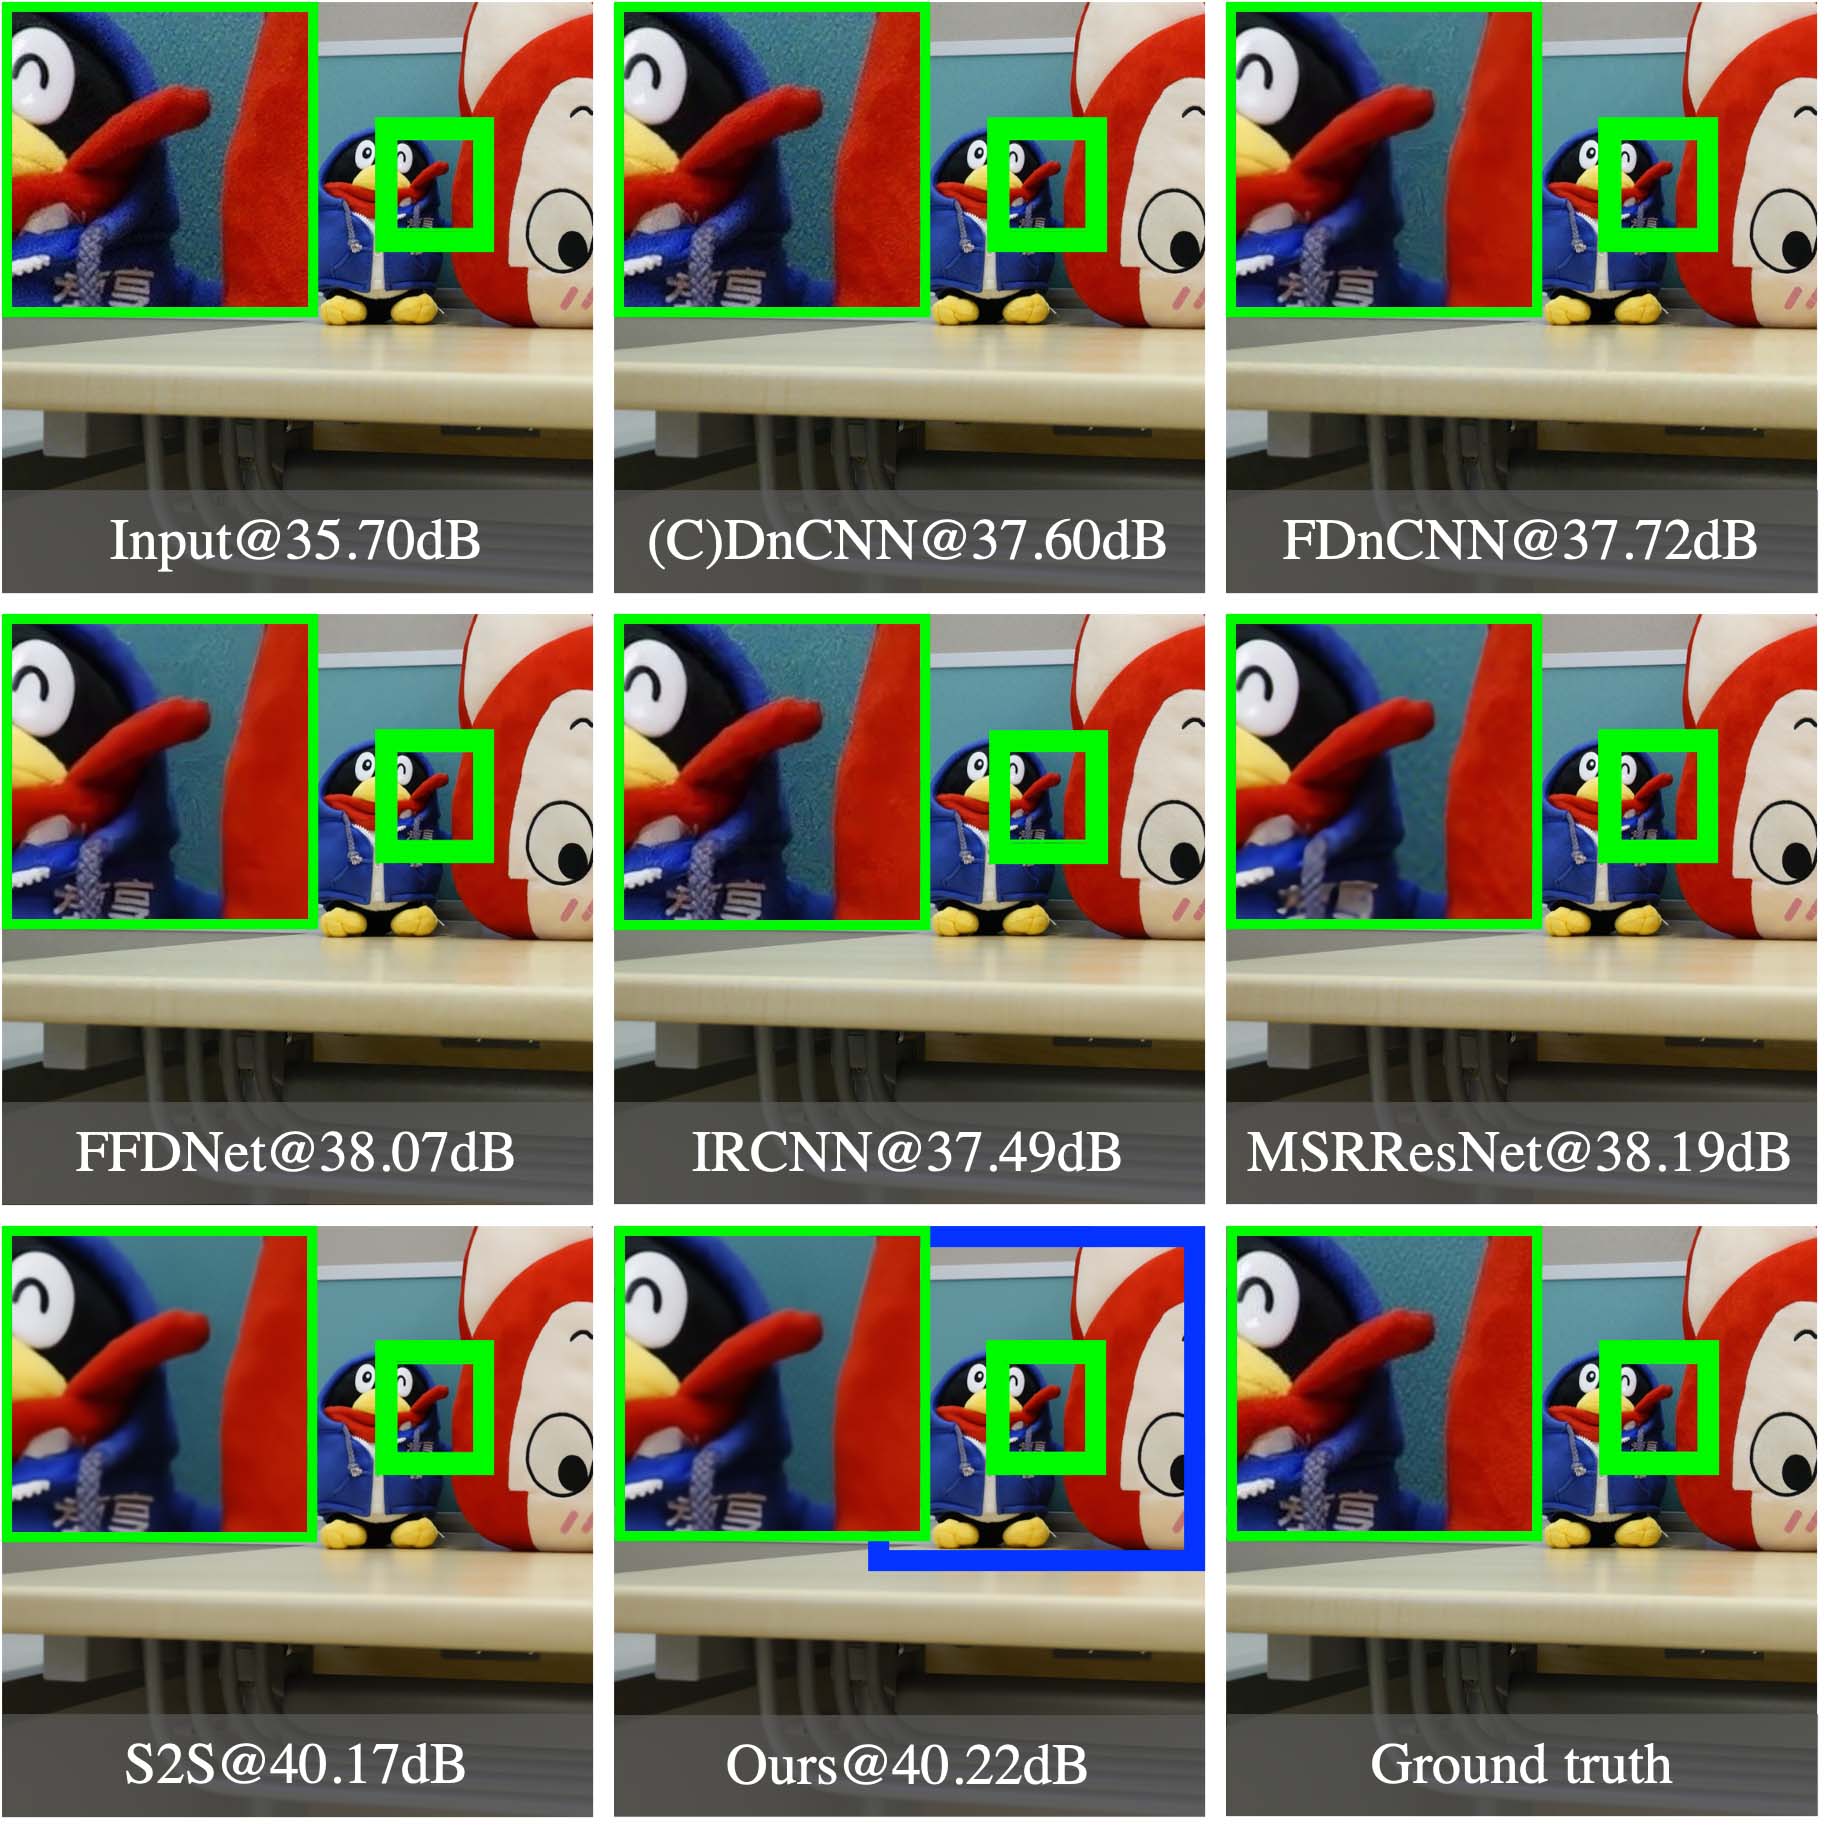 Input@35.70dB
(C)DnCNN@37.60dB
FDnCNN@37.72dB
FFDNet@38.07dB
IRCNN@37.49dB
MSRResNet@38.19dB
S2S@40.17dB
Ours@40.22dB
Ground truth